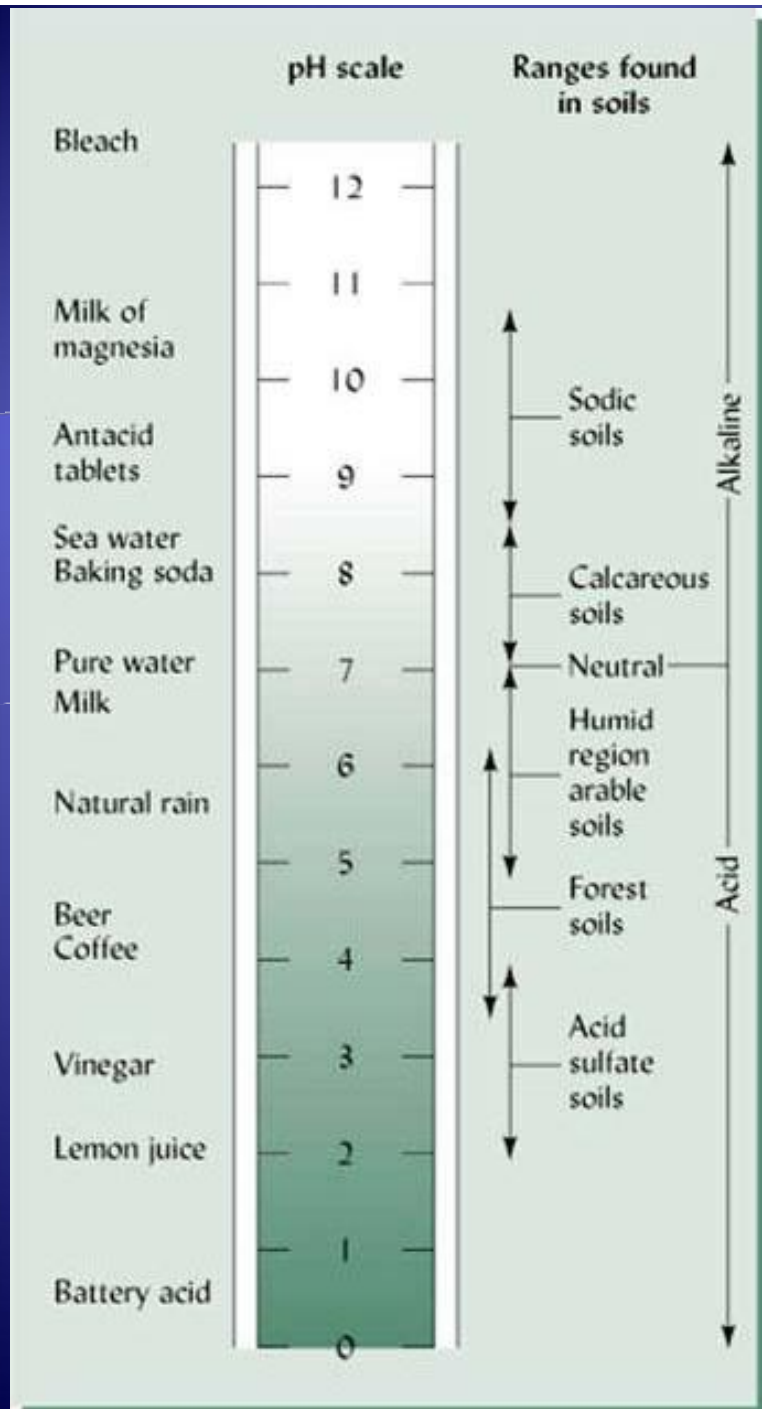 pH scale
Ranges found
in soils
Bleach
Milk of
magnesia
Antacid
tablets
Sea water
Baking soda
Pure water
Milk
Natural rain
Beer
Coffee
Vinegar
Lemon juice
Battery acid
12
11
10
9
8
7
6
5
4
3
2
1
0
Sodic
soils
Calcareous
soils
Neutral
Humid
region
arable
soils
Forest
soils
Acid
sulfate
soils
Alkaline
Acid